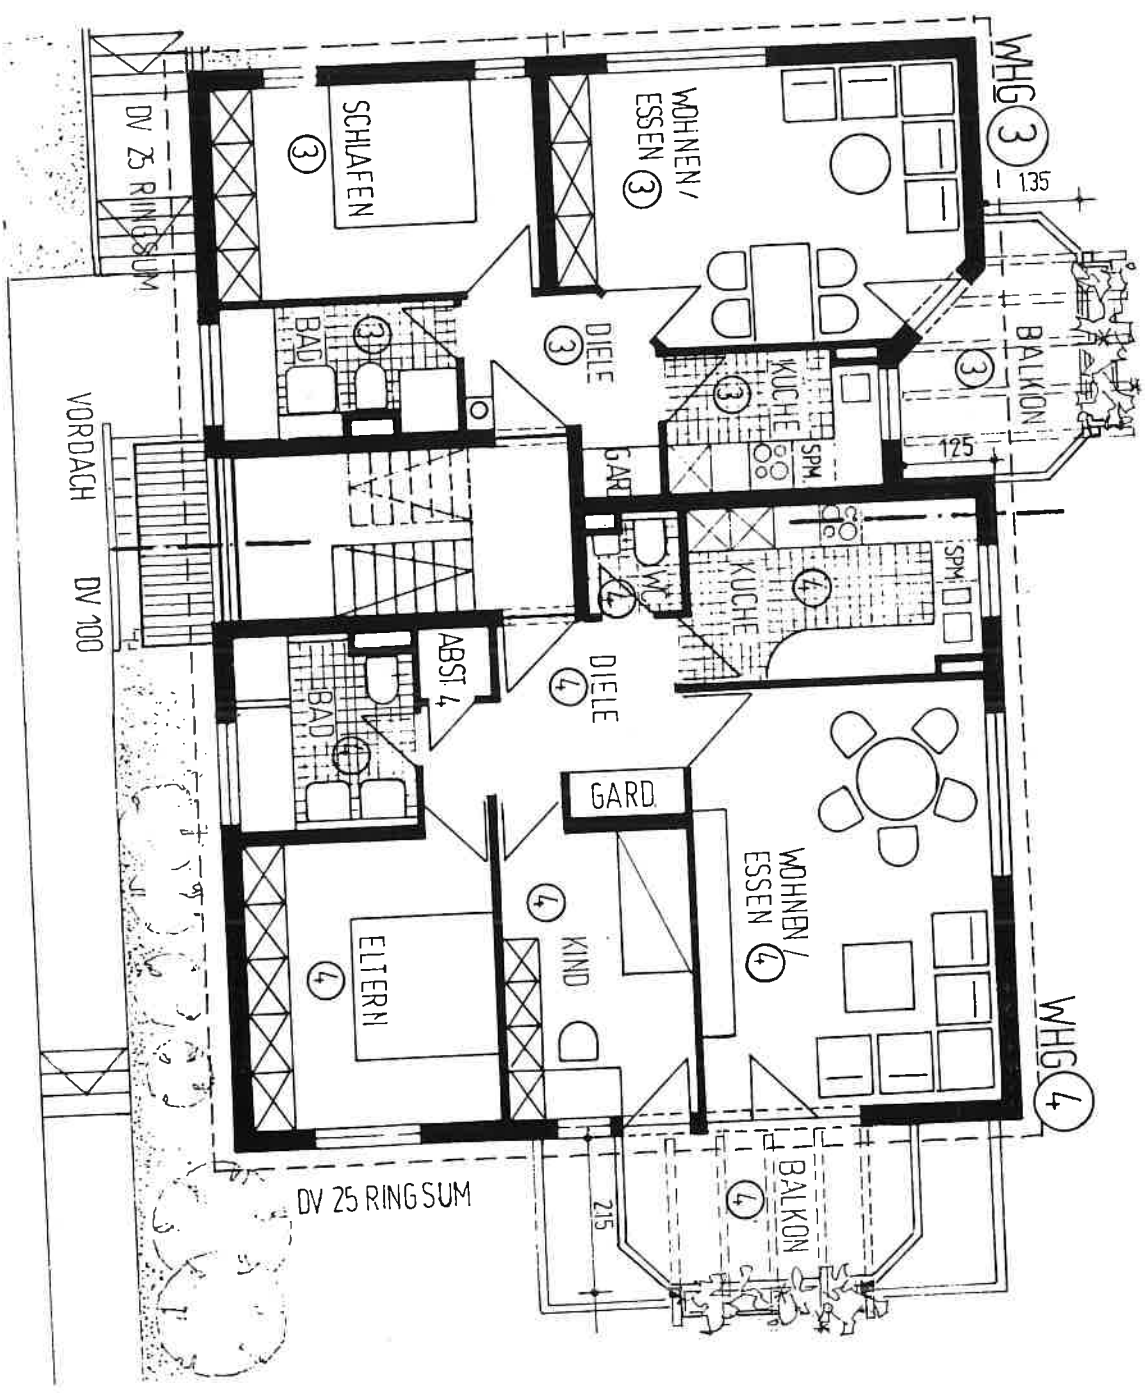 WHG 3
1.35
WOHNEN/
ESSEN 3
SCHLAFEN
3
DV 25 RINGSUM
BALKON
3
125
DIELE
3
BAD
3
KÜCHE
3
SPM
GAR
VORDACH
DV 100
WC
4
KÜCHE
4
SPM
DIELE
4
ABST. 4
BAD
4
GARD.
WOHNEN/
ESSEN 4
KIND
4
ELTERN
4
WHG 4
BALKON
4
215
DV 25 RINGSUM